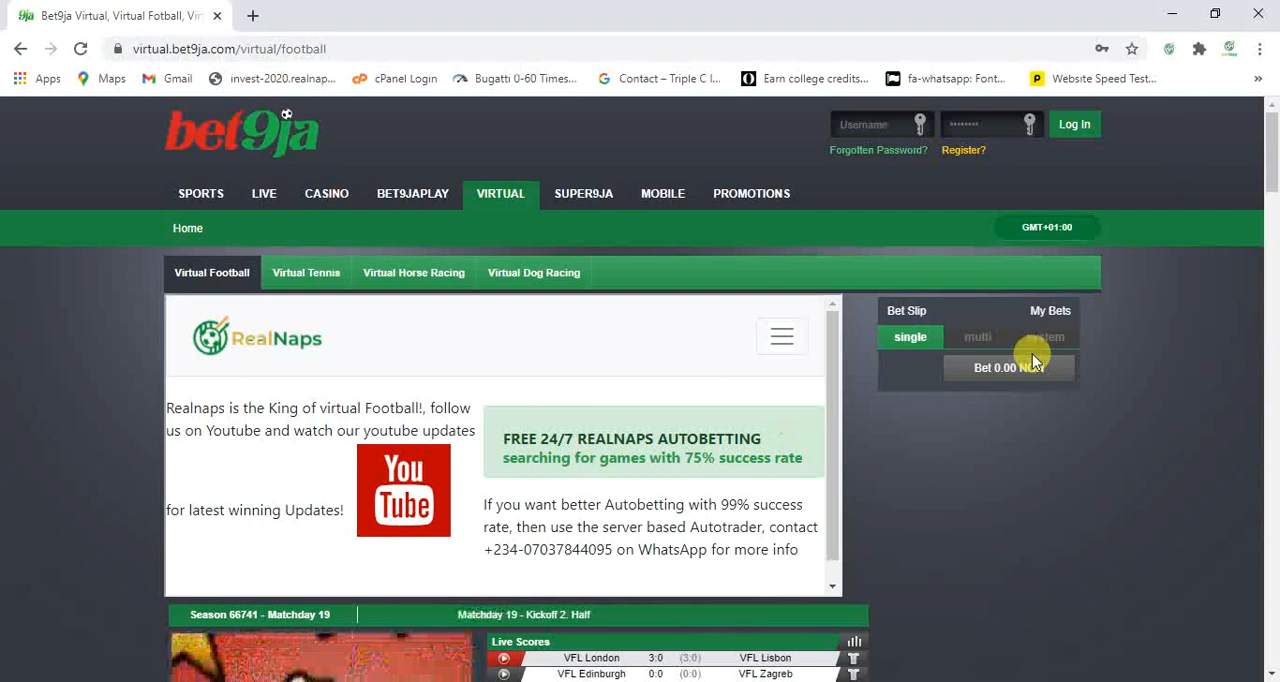 Bet9ja Virtual, Virtual Fotball, Vir
virtual.bet9ja.com/virtual/football
Apps Maps Gmail invest-2020.realnap... cPanel Login Bugatti 0-60 Times... Contact – Triple C I... Earn college credits... fa-whatsapp: Font... Website Speed Test... »
bet9ja
Username ******** Log In
Forgotten Password? Register?
SPORTS LIVE CASINO BET9JAPLAY VIRTUAL SUPER9JA MOBILE PROMOTIONS
Home GMT+01:00
Virtual Football Virtual Tennis Virtual Horse Racing Virtual Dog Racing
Bet Slip My Bets
single multi system
Bet 0.00
RealNaps
Realnaps is the King of virtual Football!, follow
us on Youtube and watch our youtube updates
You
Tube
for latest winning Updates!
FREE 24/7 REALNAPS AUTOBETTING
searching for games with 75% success rate
If you want better Autobetting with 99% success
rate, then use the server based Autotrader, contact
+234-07037844095 on WhatsApp for more info
Season 66741 - Matchday 19 Matchday 19 - Kickoff 2. Half
Live Scores
VFL London 3:0 (3:0) VFL Lisbon
VFL Edinburgh 0:0 (0:0) VFL Zagreb